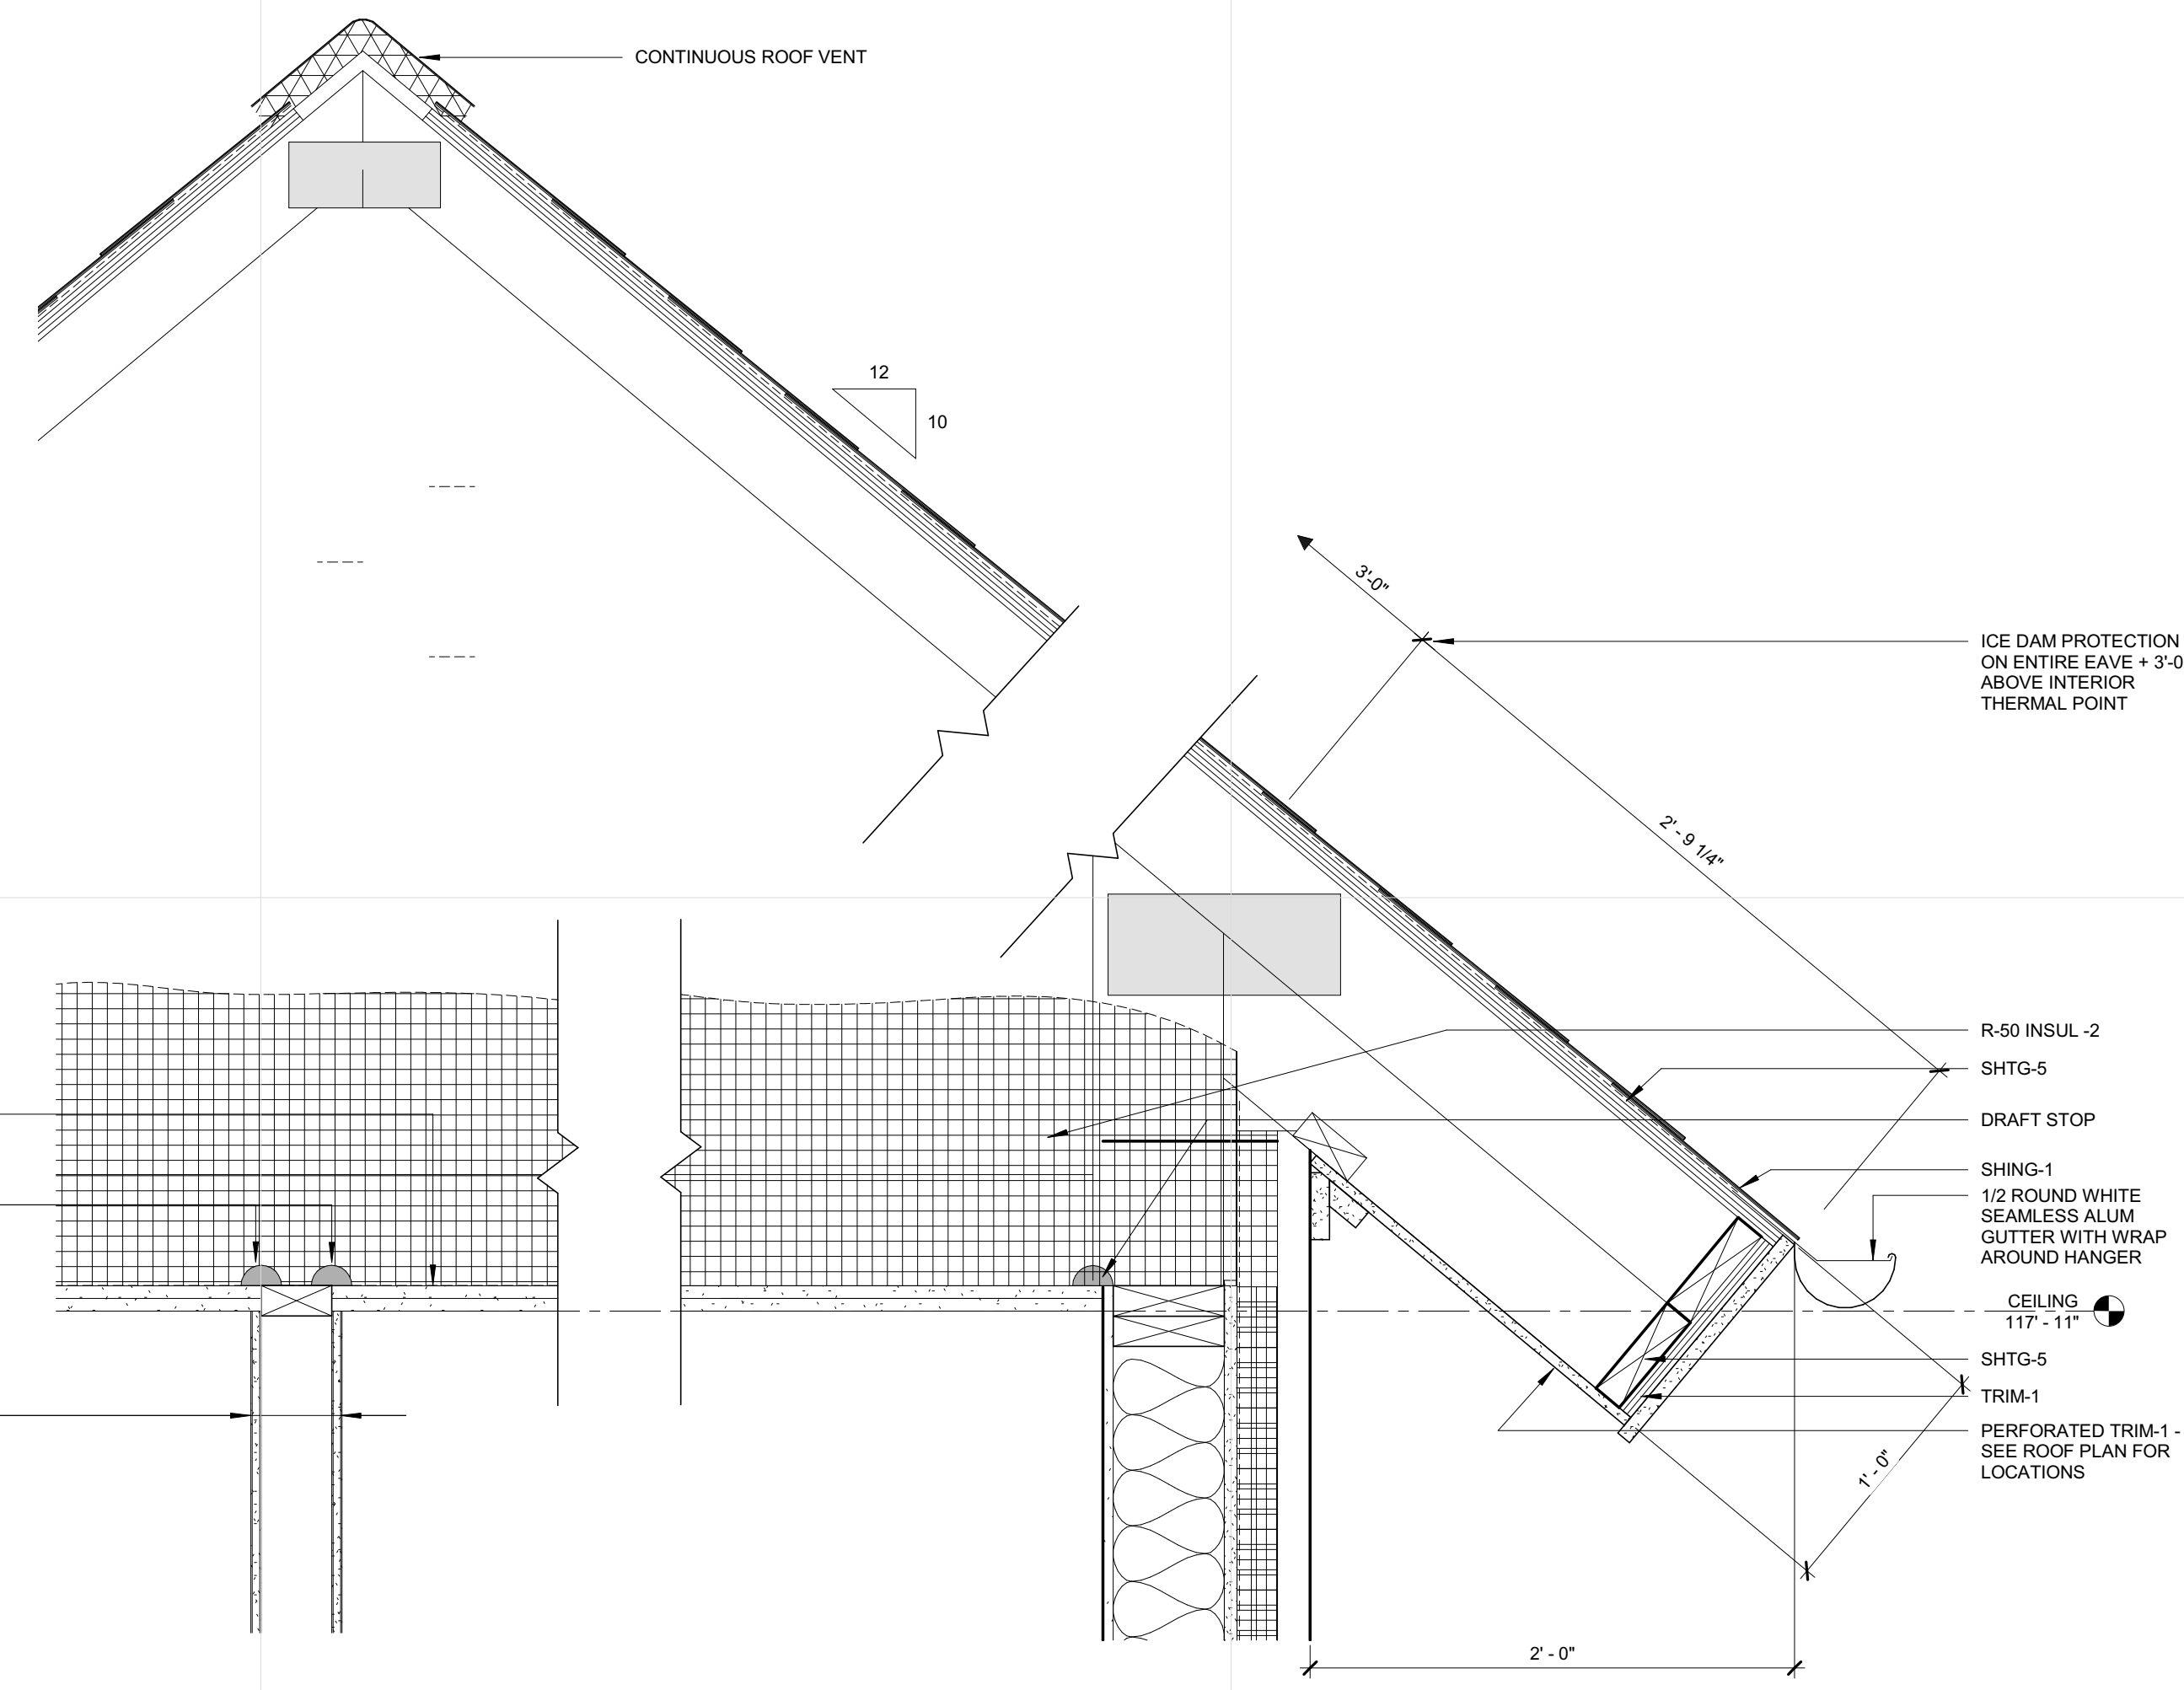 CONTINUOUS ROOF VENT
12
10
3'-0"
ICE DAM PROTECTION
ON ENTIRE EAVE + 3'-0
ABOVE INTERIOR
THERMAL POINT
2' - 9 1/4"
R-50 INSUL -2
SHTG-5
DRAFT STOP
SHING-1
1/2 ROUND WHITE
SEAMLESS ALUM
GUTTER WITH WRAP
AROUND HANGER
CEILING
117' - 11"
SHTG-5
TRIM-1
PERFORATED TRIM-1 -
SEE ROOF PLAN FOR
LOCATIONS
1' - 0"
2' - 0"